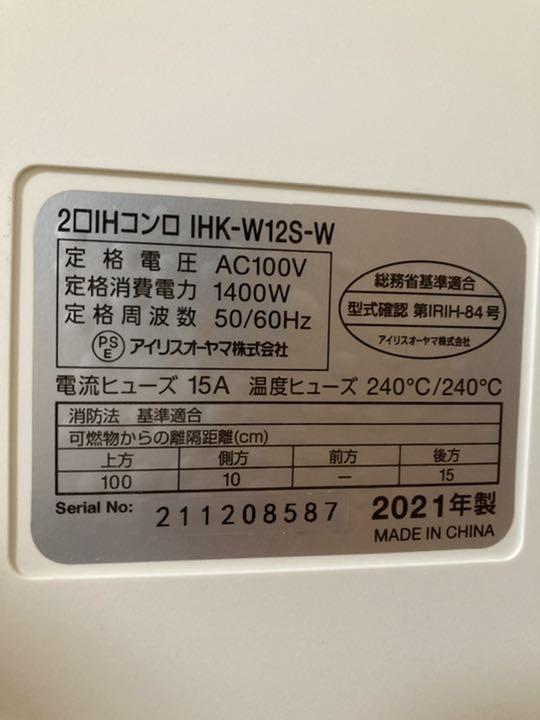 2口IHコンロ IHK-W12S-W
定格電圧 AC100V
定格消費電力 1400W
定格周波数 50/60Hz
PSE アイリスオーヤマ株式会社
総務省基準適合
型式確認 第IRIH-84号
アイリスオーヤマ株式会社
電流ヒューズ 15A 温度ヒューズ 240℃/240℃
消防法 基準適合
可燃物からの離隔距離(cm)
上方 側方 前方 後方
100 10 － 15
Serial No: 211208587 2021年製
MADE IN CHINA